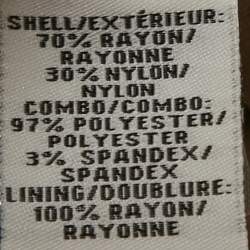 SHELL/EXTÉRIEUR:
70% RAYON/
RAYONNE
30% NYLON/
NYLON
COMBO/COMBO:
97% POLYESTER/
POLYESTER
3% SPANDEX/
SPANDEX
LINING/DOUBLURE:
100% RAYON/
RAYONNE